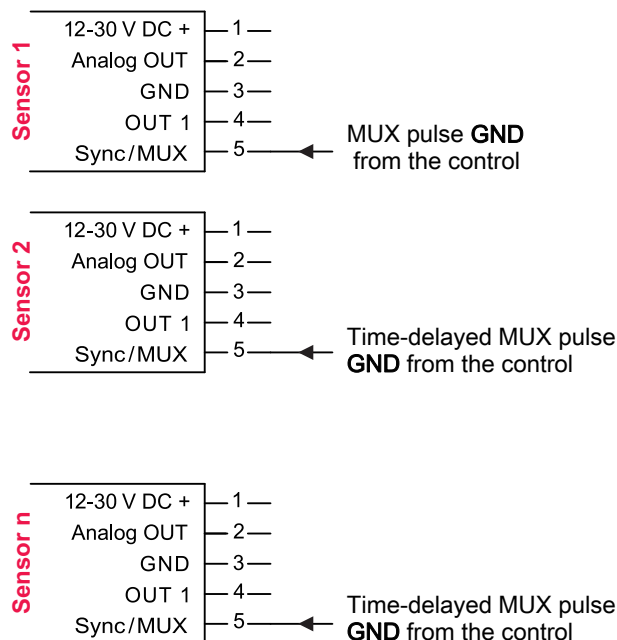 Sensor 1
12-30 V DC + 1
Analog OUT 2
GND 3
OUT 1 4
Sync/MUX 5
MUX pulse GND
from the control
Sensor 2
12-30 V DC + 1
Analog OUT 2
GND 3
OUT 1 4
Sync/MUX 5
Time-delayed MUX pulse
GND from the control
Sensor n
12-30 V DC + 1
Analog OUT 2
GND 3
OUT 1 4
Sync/MUX 5
Time-delayed MUX pulse
GND from the control